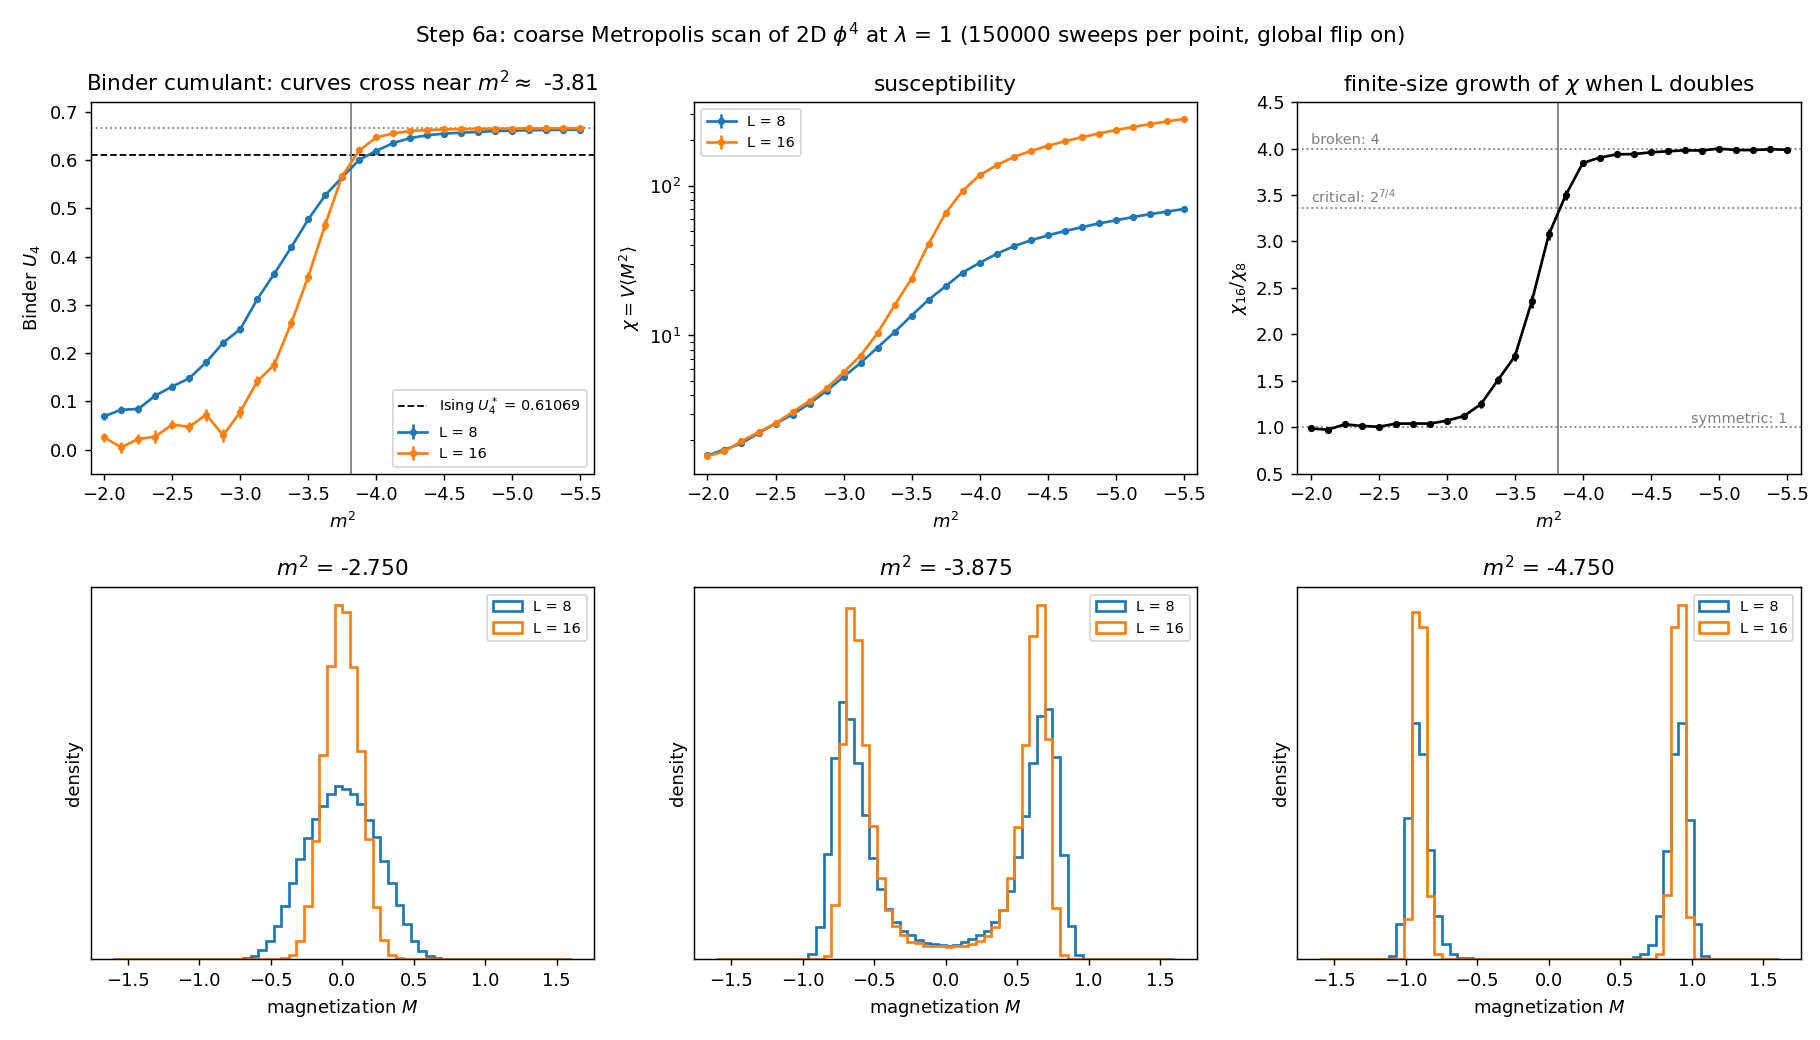 Step 6a: coarse Metropolis scan of 2D ϕ⁴ at λ = 1 (150000 sweeps per point, global flip on)
Binder cumulant: curves cross near m² ≈ -3.81
0.7
0.6
0.5
0.4
0.3
0.2
0.1
0.0
Binder U₄
Ising U₄* = 0.61069
L = 8
L = 16
−2.0 −2.5 −3.0 −3.5 −4.0 −4.5 −5.0 −5.5
m²
susceptibility
L = 8
L = 16
10²
10¹
χ = V⟨M²⟩
−2.0 −2.5 −3.0 −3.5 −4.0 −4.5 −5.0 −5.5
m²
finite-size growth of χ when L doubles
4.5
4.0
3.5
3.0
2.5
2.0
1.5
1.0
0.5
χ₁₆/χ₈
broken: 4
critical: 2^{7/4}
symmetric: 1
−2.0 −2.5 −3.0 −3.5 −4.0 −4.5 −5.0 −5.5
m²
m² = -2.750
L = 8
L = 16
density
−1.5 −1.0 −0.5 0.0 0.5 1.0 1.5
magnetization M
m² = -3.875
L = 8
L = 16
density
−1.5 −1.0 −0.5 0.0 0.5 1.0 1.5
magnetization M
m² = -4.750
L = 8
L = 16
density
−1.5 −1.0 −0.5 0.0 0.5 1.0 1.5
magnetization M